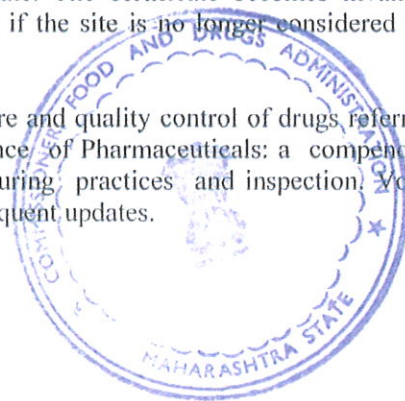 if the site is no longer considered
re and quality control of drugs refer
nce of Pharmaceuticals: a compen
uring practices and inspection. Vo
quent updates.
COMMISSIONER, FOOD AND DRUGS ADMINISTRATION
★ MAHARASHTRA STATE ★